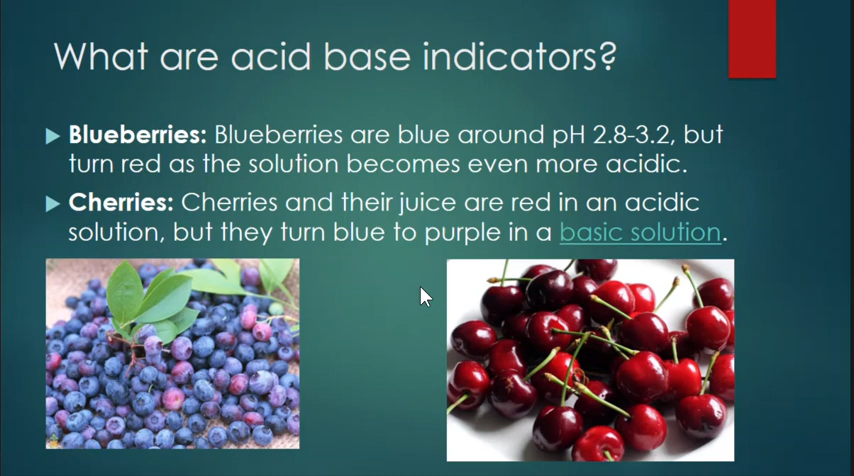 What are acid base indicators?
Blueberries: Blueberries are blue around pH 2.8-3.2, but
turn red as the solution becomes even more acidic.
Cherries: Cherries and their juice are red in an acidic
solution, but they turn blue to purple in a basic solution.